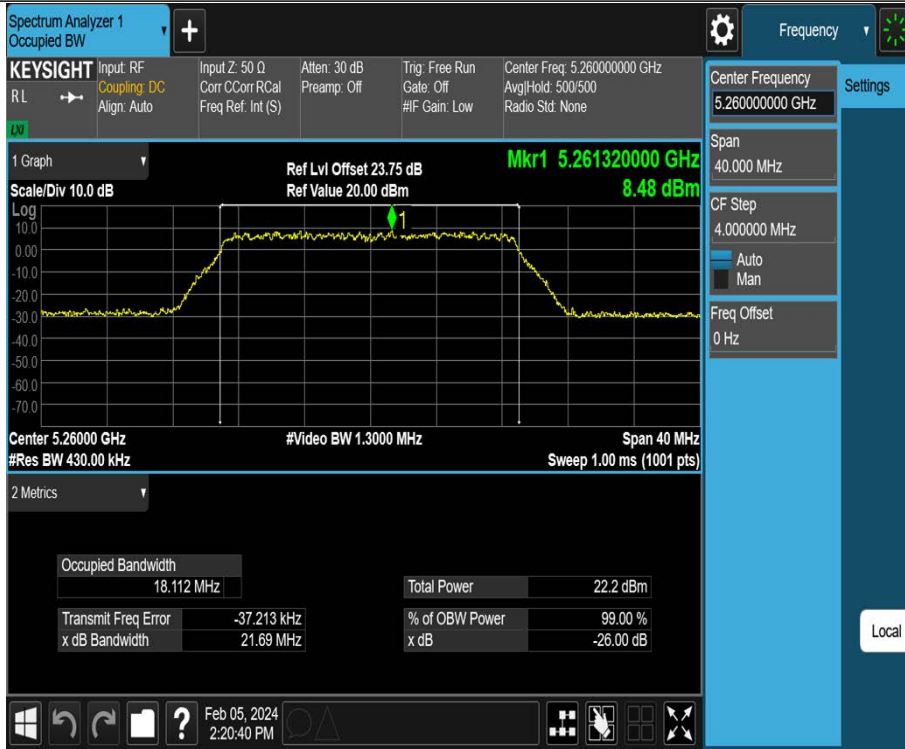 Spectrum Analyzer 1
Occupied BW
+
Frequency
KEYSIGHT
R L
LXI
Input: RF
Coupling: DC
Align: Auto
Input Z: 50 Ω
Corr CCorr RCal
Freq Ref: Int (S)
Atten: 30 dB
Preamp: Off
Trig: Free Run
Gate: Off
#IF Gain: Low
Center Freq: 5.260000000 GHz
Avg|Hold: 500/500
Radio Std: None
Center Frequency
5.260000000 GHz
Settings
Span
40.000 MHz
CF Step
4.000000 MHz
Auto
Man
Freq Offset
0 Hz
1 Graph
Scale/Div 10.0 dB
Ref Lvl Offset 23.75 dB
Ref Value 20.00 dBm
Mkr1 5.261320000 GHz
8.48 dBm
Log
10.0
0.00
-10.0
-20.0
-30.0
-40.0
-50.0
-60.0
-70.0
1
Center 5.26000 GHz
#Video BW 1.3000 MHz
Span 40 MHz
#Res BW 430.00 kHz
Sweep 1.00 ms (1001 pts)
2 Metrics
Occupied Bandwidth
18.112 MHz
Total Power 22.2 dBm
Transmit Freq Error -37.213 kHz
% of OBW Power 99.00 %
x dB Bandwidth 21.69 MHz
x dB -26.00 dB
Local
?
Feb 05, 2024
2:20:40 PM